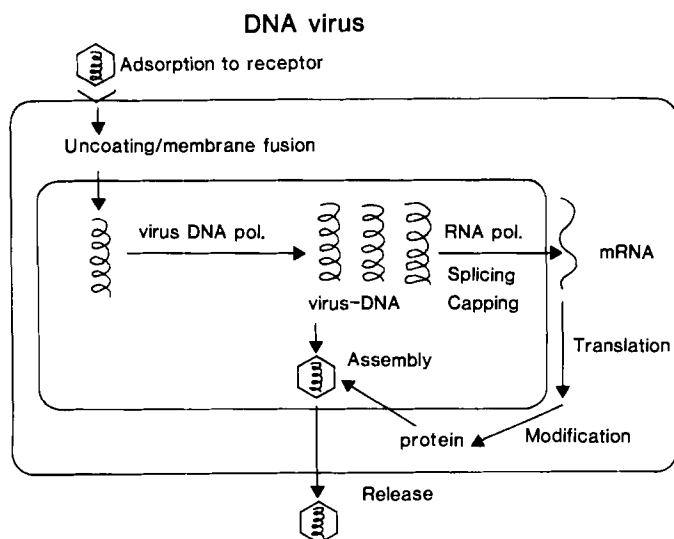 DNA virus
Adsorption to receptor
Uncoating/membrane fusion
virus DNA pol.
RNA pol.
mRNA
Splicing
Capping
virus-DNA
Translation
Assembly
protein
Modification
Release